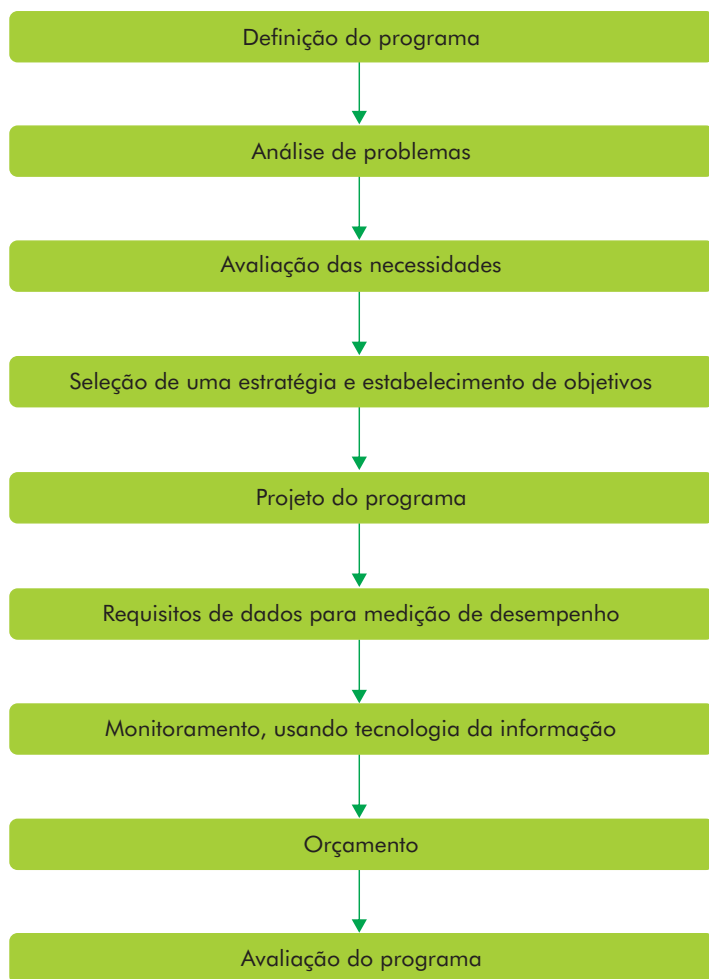 Definição do programa
Análise de problemas
Avaliação das necessidades
Seleção de uma estratégia e estabelecimento de objetivos
Projeto do programa
Requisitos de dados para medição de desempenho
Monitoramento, usando tecnologia da informação
Orçamento
Avaliação do programa